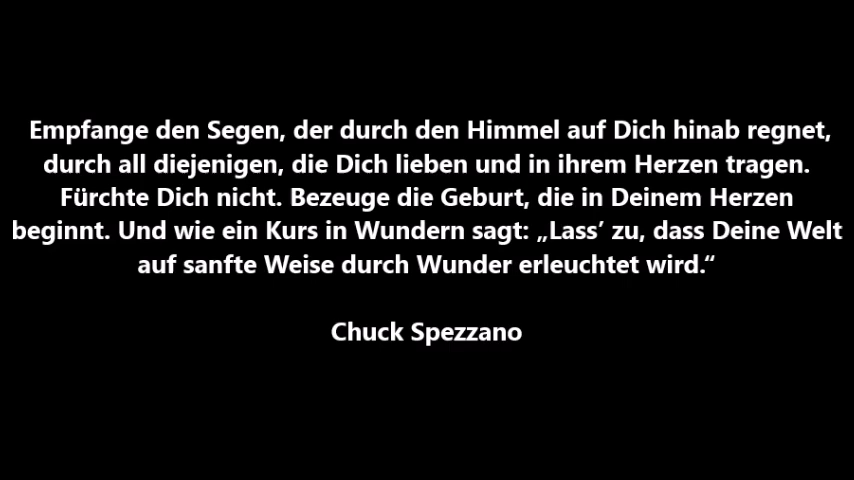 Empfange den Segen, der durch den Himmel auf Dich hinab regnet,
durch all diejenigen, die Dich lieben und in ihrem Herzen tragen.
Fürchte Dich nicht. Bezeuge die Geburt, die in Deinem Herzen
beginnt. Und wie ein Kurs in Wundern sagt: „Lass’ zu, dass Deine Welt
auf sanfte Weise durch Wunder erleuchtet wird.“
Chuck Spezzano